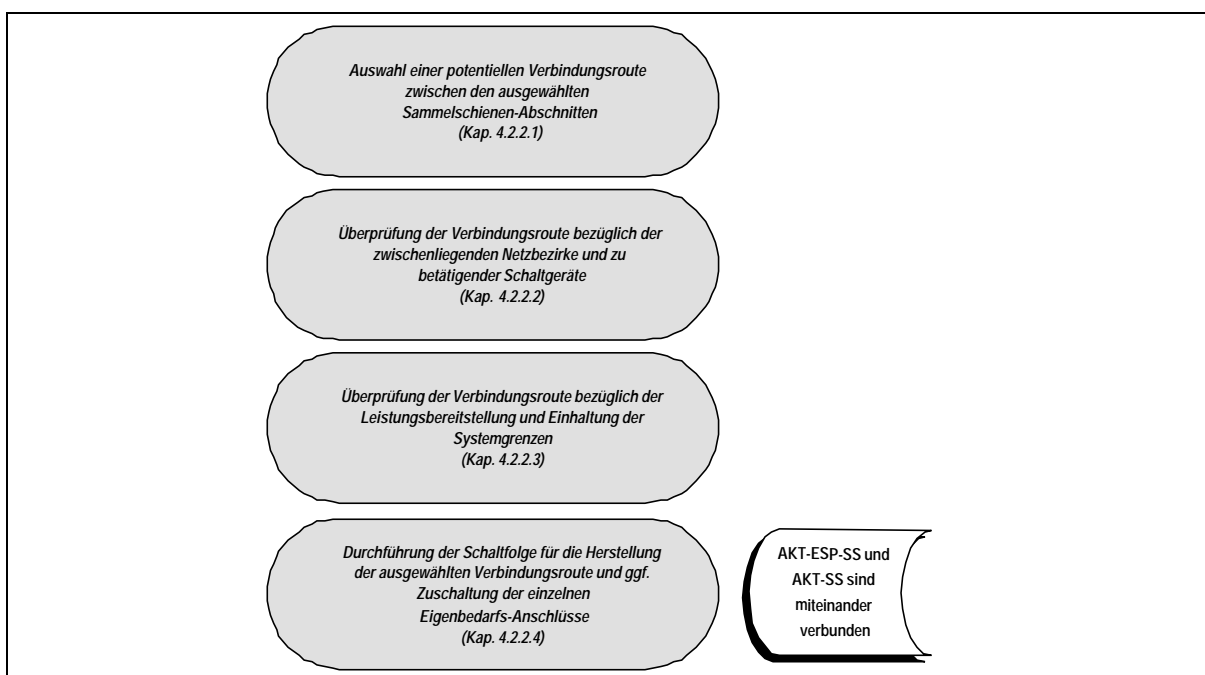 Auswahl einer potentiellen Verbindungsroute
zwischen den ausgewählten
Sammelschienen-Abschnitten
(Kap. 4.2.2.1)
Überprüfung der Verbindungsroute bezüglich der
zwischenliegenden Netzbezirke und zu
betätigender Schaltgeräte
(Kap. 4.2.2.2)
Überprüfung der Verbindungsroute bezüglich der
Leistungsbereitstellung und Einhaltung der
Systemgrenzen
(Kap. 4.2.2.3)
Durchführung der Schaltfolge für die Herstellung
der ausgewählten Verbindungsroute und ggf.
Zuschaltung der einzelnen
Eigenbedarfs-Anschlüsse
(Kap. 4.2.2.4)
AKT-ESP-SS und
AKT-SS sind
miteinander
verbunden